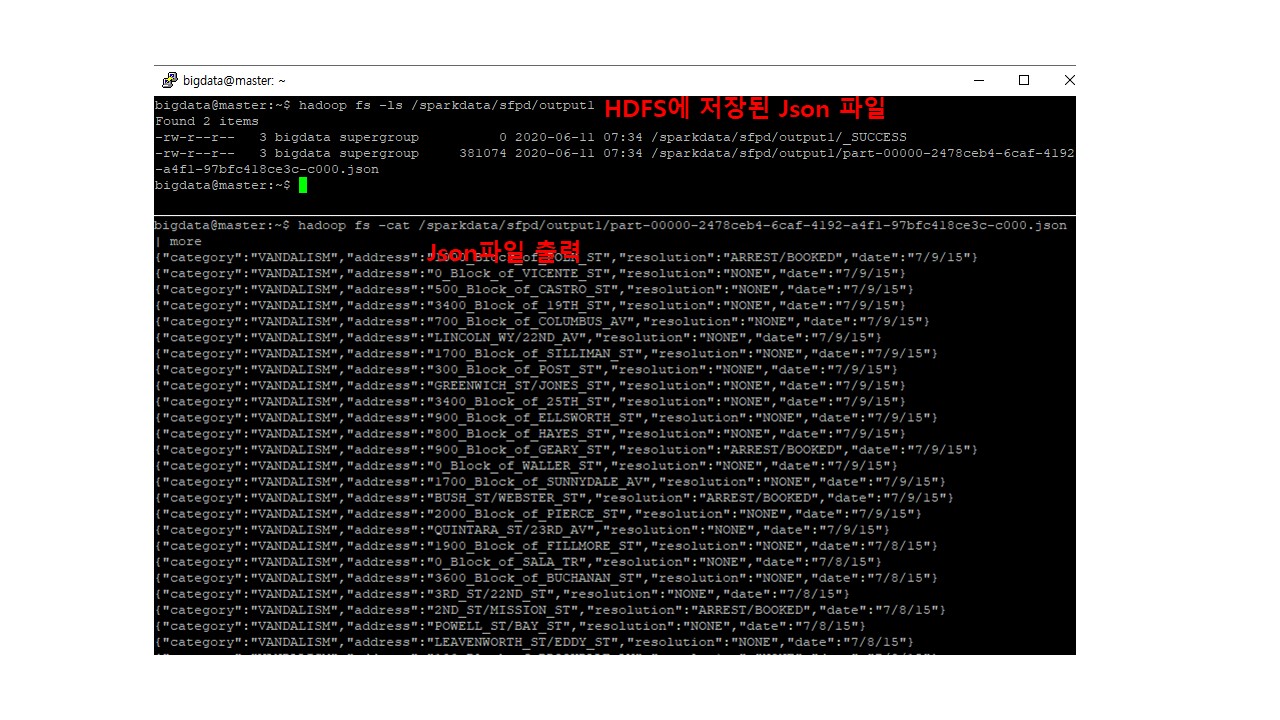 bigdata@master: ~
bigdata@master:~$ hadoop fs -ls /sparkdata/sfpd/output1
HDFS에 저장된 Json 파일
Found 2 items
-rw-r--r--   3 bigdata supergroup          0 2020-06-11 07:34 /sparkdata/sfpd/output1/_SUCCESS
-rw-r--r--   3 bigdata supergroup     381074 2020-06-11 07:34 /sparkdata/sfpd/output1/part-00000-2478ceb4-6caf-4192
-a4f1-97bfc418ce3c-c000.json
bigdata@master:~$
bigdata@master:~$ hadoop fs -cat /sparkdata/sfpd/output1/part-00000-2478ceb4-6caf-4192-a4f1-97bfc418ce3c-c000.json
| more
Json파일 출력
{"category":"VANDALISM","address":" ST","resolution":"ARREST/BOOKED","date":"7/9/15"}
{"category":"VANDALISM","address":"0_Block_of_VICENTE_ST","resolution":"NONE","date":"7/9/15"}
{"category":"VANDALISM","address":"500_Block_of_CASTRO_ST","resolution":"NONE","date":"7/9/15"}
{"category":"VANDALISM","address":"3400_Block_of_19TH_ST","resolution":"NONE","date":"7/9/15"}
{"category":"VANDALISM","address":"700_Block_of_COLUMBUS_AV","resolution":"NONE","date":"7/9/15"}
{"category":"VANDALISM","address":"LINCOLN_WY/22ND_AV","resolution":"NONE","date":"7/9/15"}
{"category":"VANDALISM","address":"1700_Block_of_SILLIMAN_ST","resolution":"NONE","date":"7/9/15"}
{"category":"VANDALISM","address":"300_Block_of_POST_ST","resolution":"NONE","date":"7/9/15"}
{"category":"VANDALISM","address":"GREENWICH_ST/JONES_ST","resolution":"NONE","date":"7/9/15"}
{"category":"VANDALISM","address":"3400_Block_of_25TH_ST","resolution":"NONE","date":"7/9/15"}
{"category":"VANDALISM","address":"900_Block_of_ELLSWORTH_ST","resolution":"NONE","date":"7/9/15"}
{"category":"VANDALISM","address":"800_Block_of_HAYES_ST","resolution":"NONE","date":"7/9/15"}
{"category":"VANDALISM","address":"900_Block_of_GEARY_ST","resolution":"ARREST/BOOKED","date":"7/9/15"}
{"category":"VANDALISM","address":"0_Block_of_WALLER_ST","resolution":"NONE","date":"7/9/15"}
{"category":"VANDALISM","address":"1700_Block_of_SUNNYDALE_AV","resolution":"NONE","date":"7/9/15"}
{"category":"VANDALISM","address":"BUSH_ST/WEBSTER_ST","resolution":"ARREST/BOOKED","date":"7/9/15"}
{"category":"VANDALISM","address":"2000_Block_of_PIERCE_ST","resolution":"NONE","date":"7/9/15"}
{"category":"VANDALISM","address":"QUINTARA_ST/23RD_AV","resolution":"NONE","date":"7/9/15"}
{"category":"VANDALISM","address":"1900_Block_of_FILLMORE_ST","resolution":"NONE","date":"7/8/15"}
{"category":"VANDALISM","address":"0_Block_of_SALA_TR","resolution":"NONE","date":"7/8/15"}
{"category":"VANDALISM","address":"3600_Block_of_BUCHANAN_ST","resolution":"NONE","date":"7/8/15"}
{"category":"VANDALISM","address":"3RD_ST/22ND_ST","resolution":"NONE","date":"7/8/15"}
{"category":"VANDALISM","address":"2ND_ST/MISSION_ST","resolution":"ARREST/BOOKED","date":"7/8/15"}
{"category":"VANDALISM","address":"POWELL_ST/BAY_ST","resolution":"NONE","date":"7/8/15"}
{"category":"VANDALISM","address":"LEAVENWORTH_ST/EDDY_ST","resolution":"NONE","date":"7/8/15"}